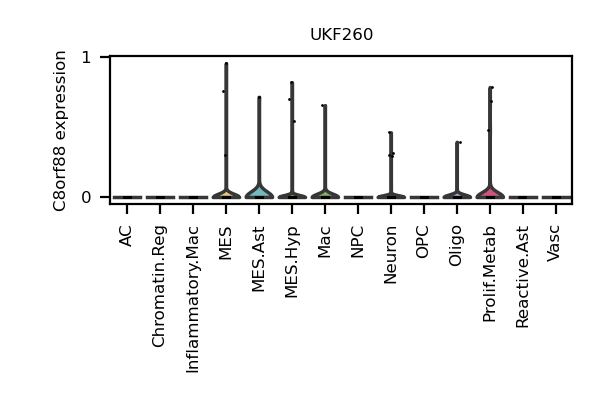 UKF260
C8orf88 expression
1
0
AC
Chromatin.Reg
Inflammatory.Mac
MES
MES.Ast
MES.Hyp
Mac
NPC
Neuron
OPC
Oligo
Prolif.Metab
Reactive.Ast
Vasc